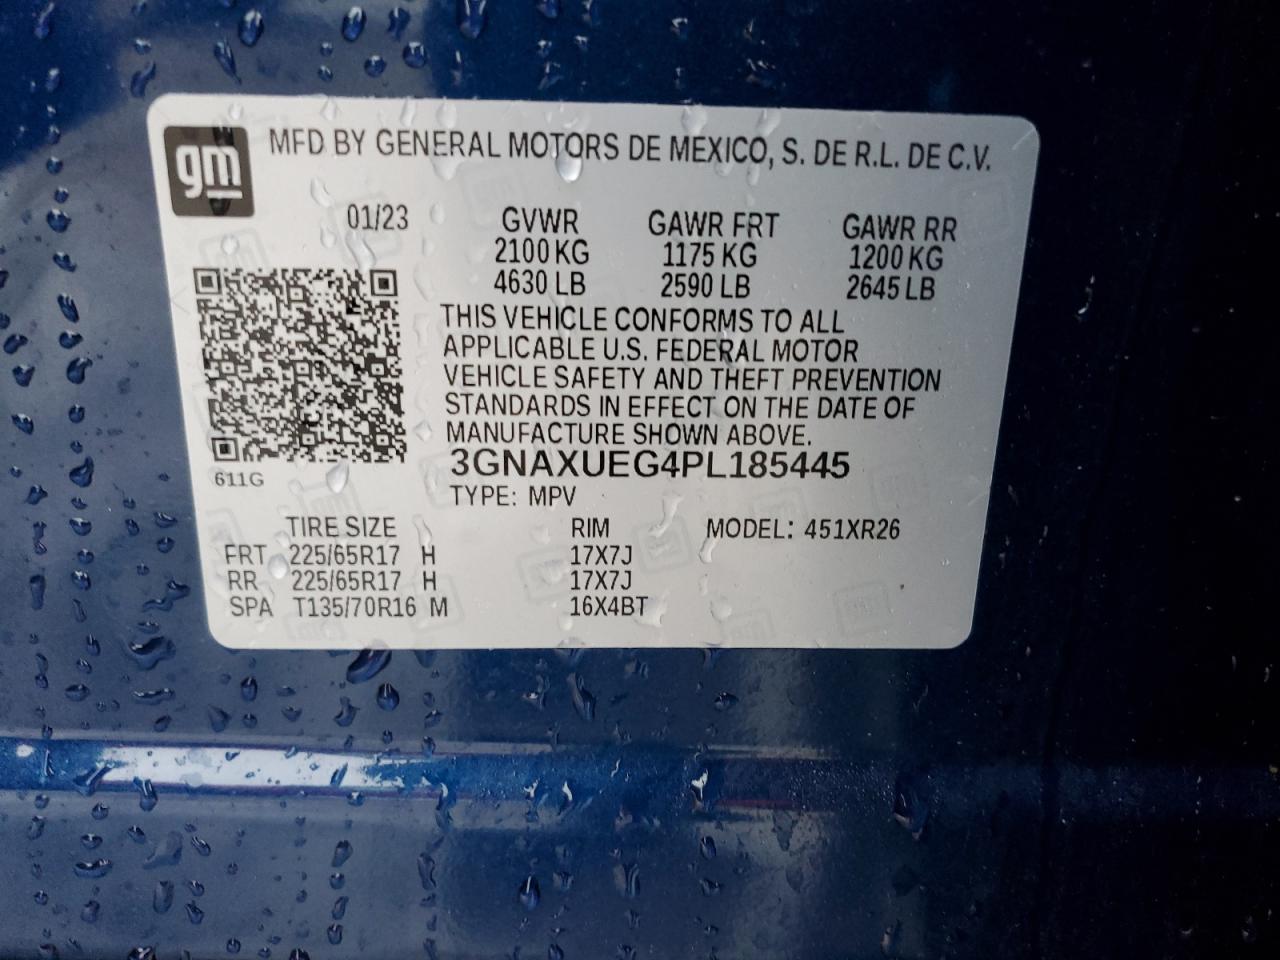 gm
MFD BY GENERAL MOTORS DE MEXICO, S. DE R.L. DE C.V.
01/23 GVWR GAWR FRT GAWR RR
2100 KG 1175 KG 1200 KG
4630 LB 2590 LB 2645 LB
THIS VEHICLE CONFORMS TO ALL
APPLICABLE U.S. FEDERAL MOTOR
VEHICLE SAFETY AND THEFT PREVENTION
STANDARDS IN EFFECT ON THE DATE OF
MANUFACTURE SHOWN ABOVE.
3GNAXUEG4PL185445
611G
TYPE: MPV
TIRE SIZE RIM MODEL: 451XR26
FRT 225/65R17 H 17X7J
RR 225/65R17 H 17X7J
SPA T135/70R16 M 16X4BT